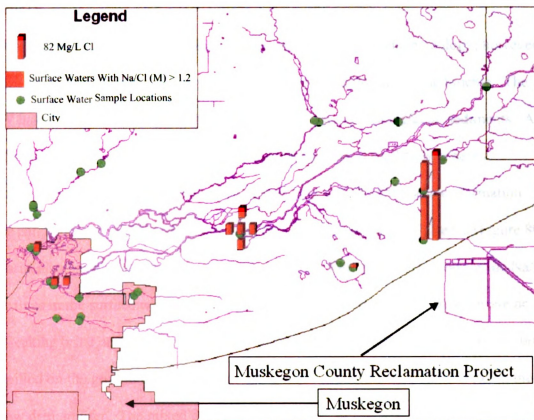 Legend
82 Mg/L Cl
Surface Waters With Na/Cl (M) > 1.2
Surface Water Sample Locations
City
Muskegon County Reclamation Project
Muskegon